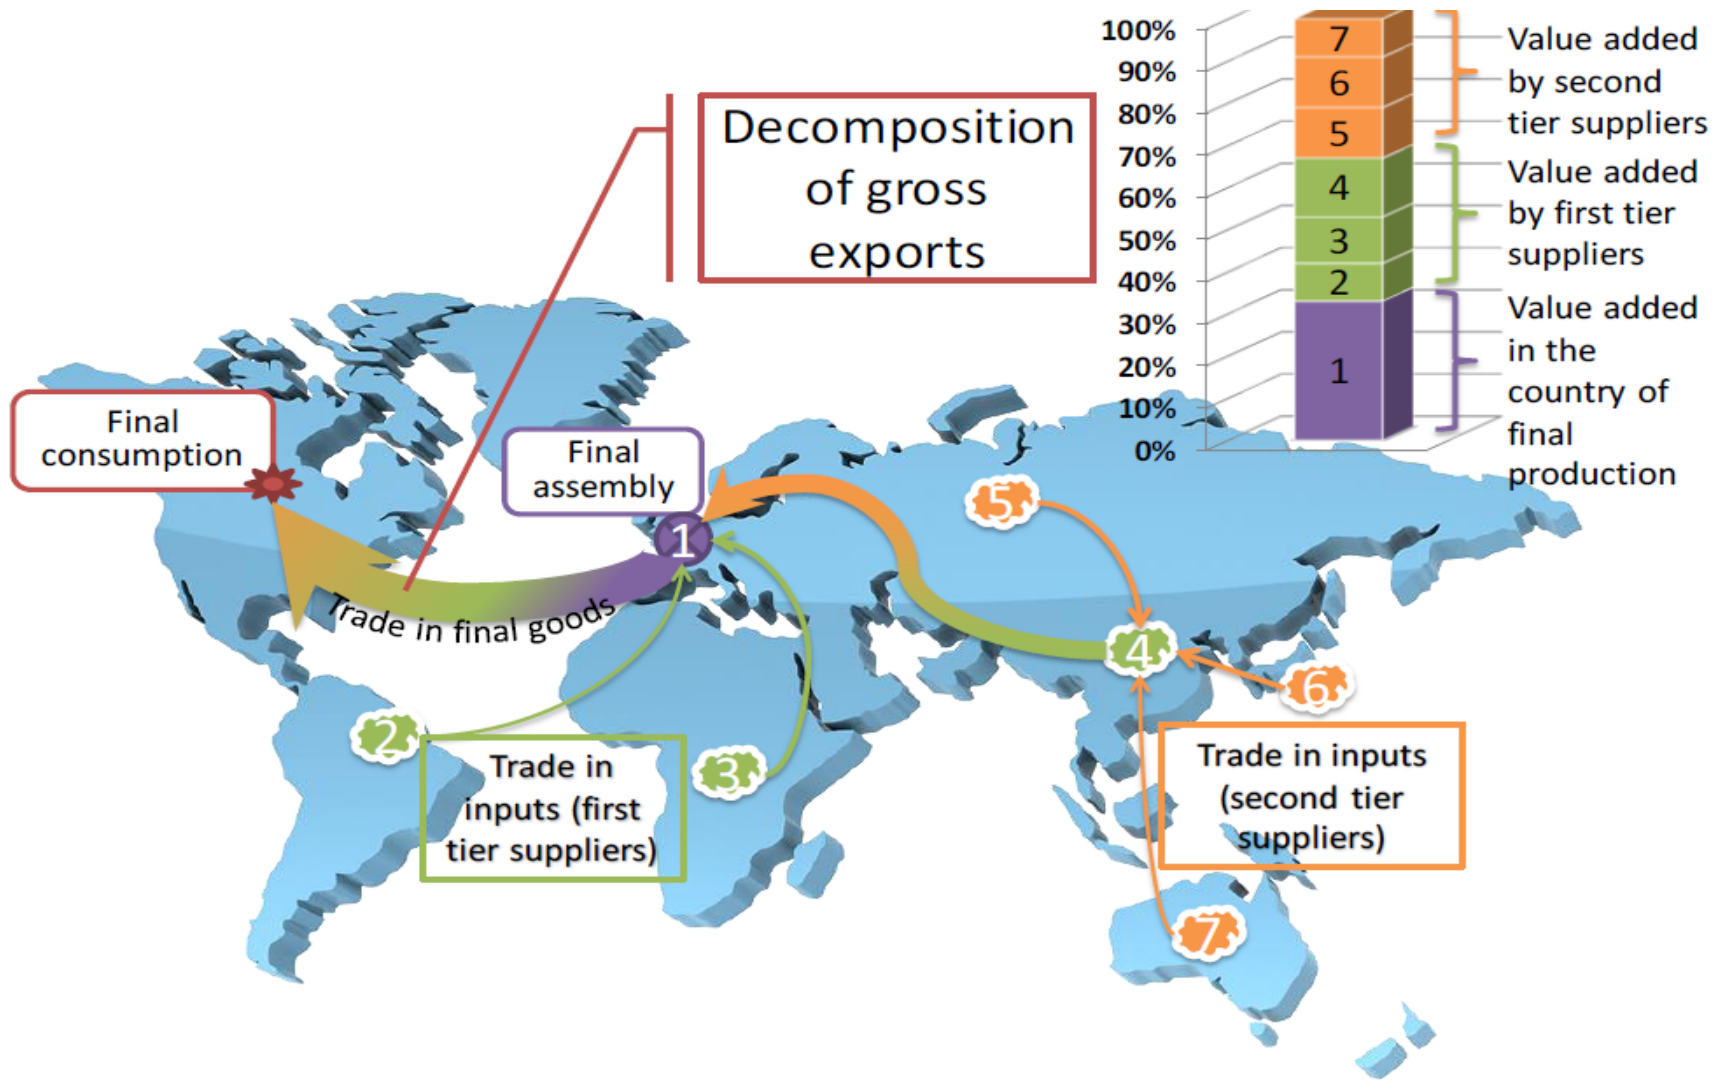 Decomposition
of gross
exports
100%
90%
80%
70%
60%
50%
40%
30%
20%
10%
0%
7
6
5
4
3
2
1
Value added
by second
tier suppliers
Value added
by first tier
suppliers
Value added
in the
country of
final
production
Final
consumption
Final
assembly
1
Trade in final goods
2
3
4
5
6
7
Trade in
inputs (first
tier suppliers)
Trade in inputs
(second tier
suppliers)